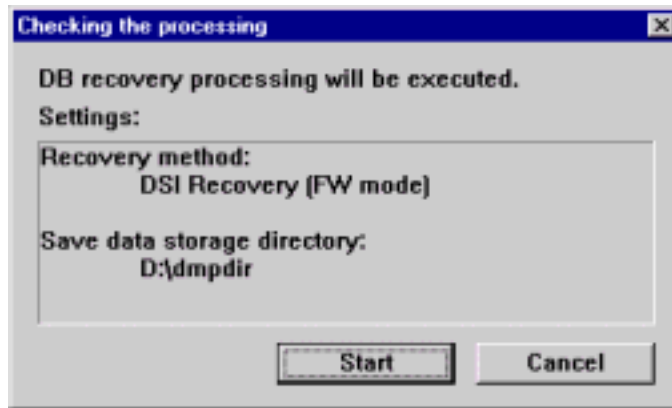 Checking the processing
DB recovery processing will be executed.
Settings:
Recovery method:
DSI Recovery (FW mode)
Save data storage directory:
D:\dmpdir
Start
Cancel